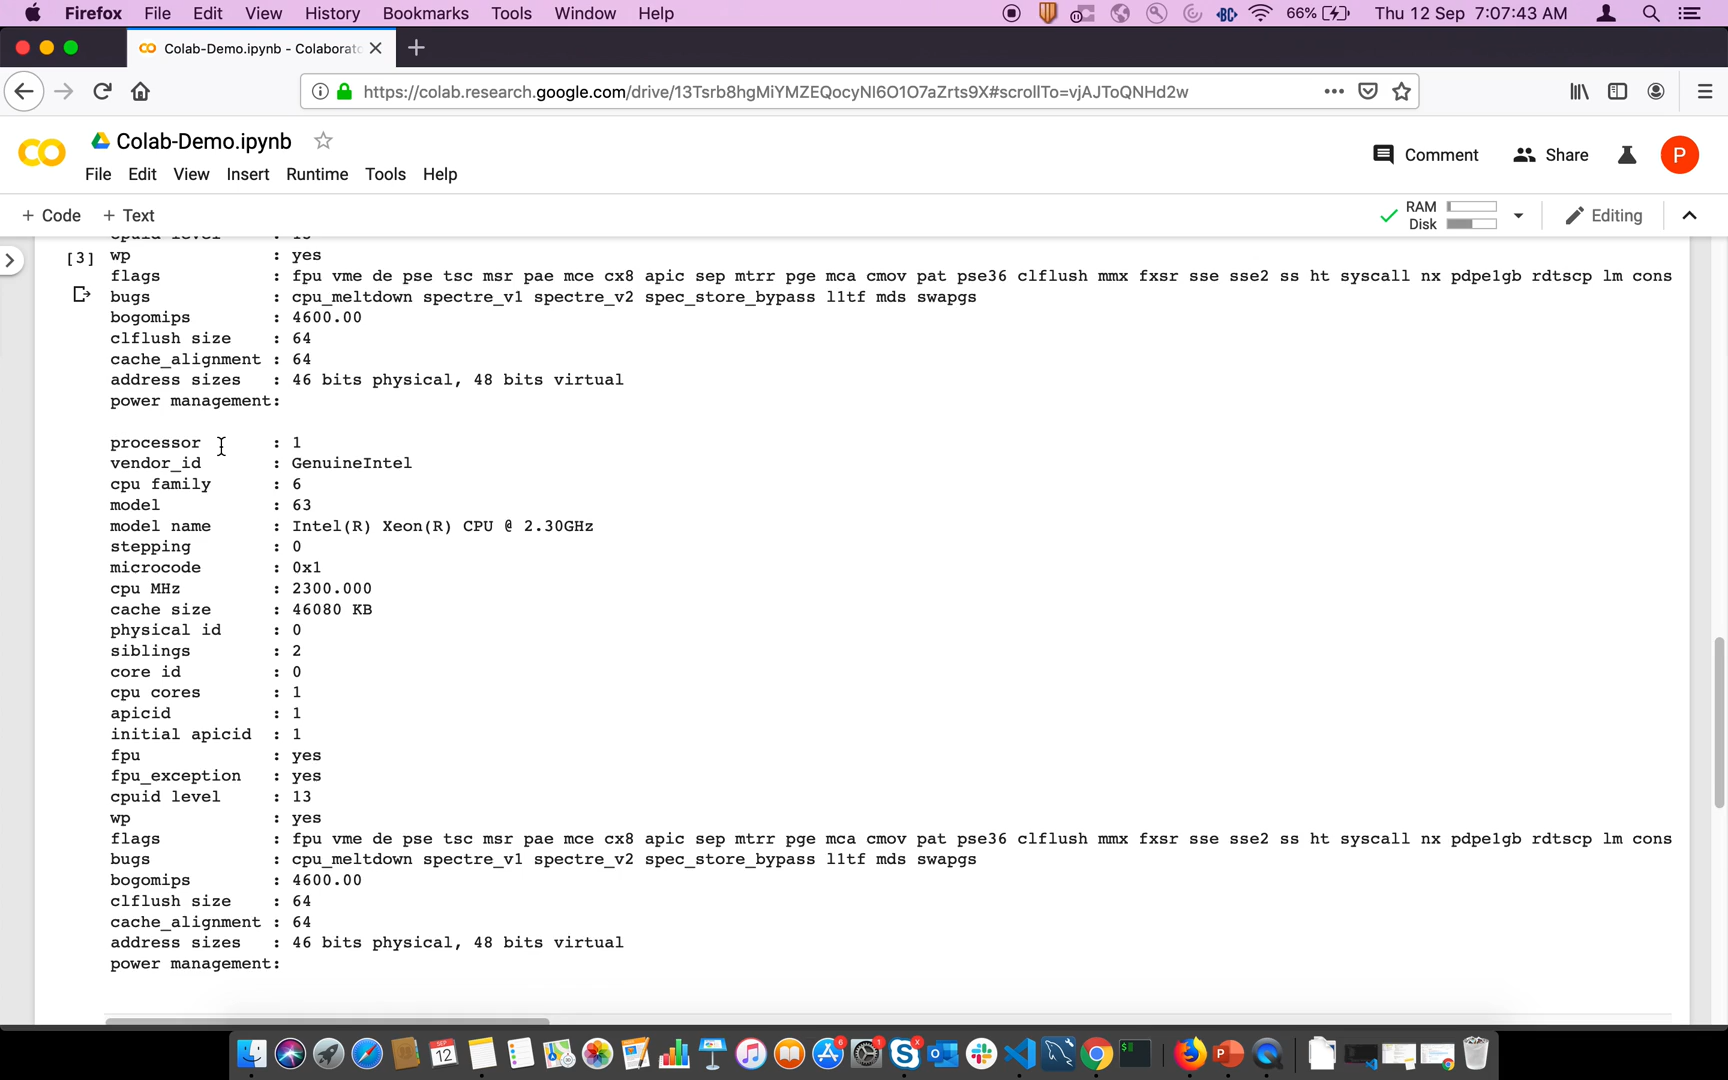 Firefox File Edit View History Bookmarks Tools Window Help 66% Thu 12 Sep 7:07:43 AM
Colab-Demo.ipynb - Colaborato
https://colab.research.google.com/drive/13Tsrb8hgMiYMZEQocyNl6O1O7aZrts9X#scrollTo=vjAJToQNHd2w
Colab-Demo.ipynb
Comment Share P
File Edit View Insert Runtime Tools Help
+ Code + Text RAM Disk Editing
cpuid level : 13
[3] wp : yes
flags : fpu vme de pse tsc msr pae mce cx8 apic sep mtrr pge mca cmov pat pse36 clflush mmx fxsr sse sse2 ss ht syscall nx pdpe1gb rdtscp lm cons
bugs : cpu_meltdown spectre_v1 spectre_v2 spec_store_bypass l1tf mds swapgs
bogomips : 4600.00
clflush size : 64
cache_alignment : 64
address sizes : 46 bits physical, 48 bits virtual
power management:
processor : 1
vendor_id : GenuineIntel
cpu family : 6
model : 63
model name : Intel(R) Xeon(R) CPU @ 2.30GHz
stepping : 0
microcode : 0x1
cpu MHz : 2300.000
cache size : 46080 KB
physical id : 0
siblings : 2
core id : 0
cpu cores : 1
apicid : 1
initial apicid : 1
fpu : yes
fpu_exception : yes
cpuid level : 13
wp : yes
flags : fpu vme de pse tsc msr pae mce cx8 apic sep mtrr pge mca cmov pat pse36 clflush mmx fxsr sse sse2 ss ht syscall nx pdpe1gb rdtscp lm cons
bugs : cpu_meltdown spectre_v1 spectre_v2 spec_store_bypass l1tf mds swapgs
bogomips : 4600.00
clflush size : 64
cache_alignment : 64
address sizes : 46 bits physical, 48 bits virtual
power management:
SEP
12